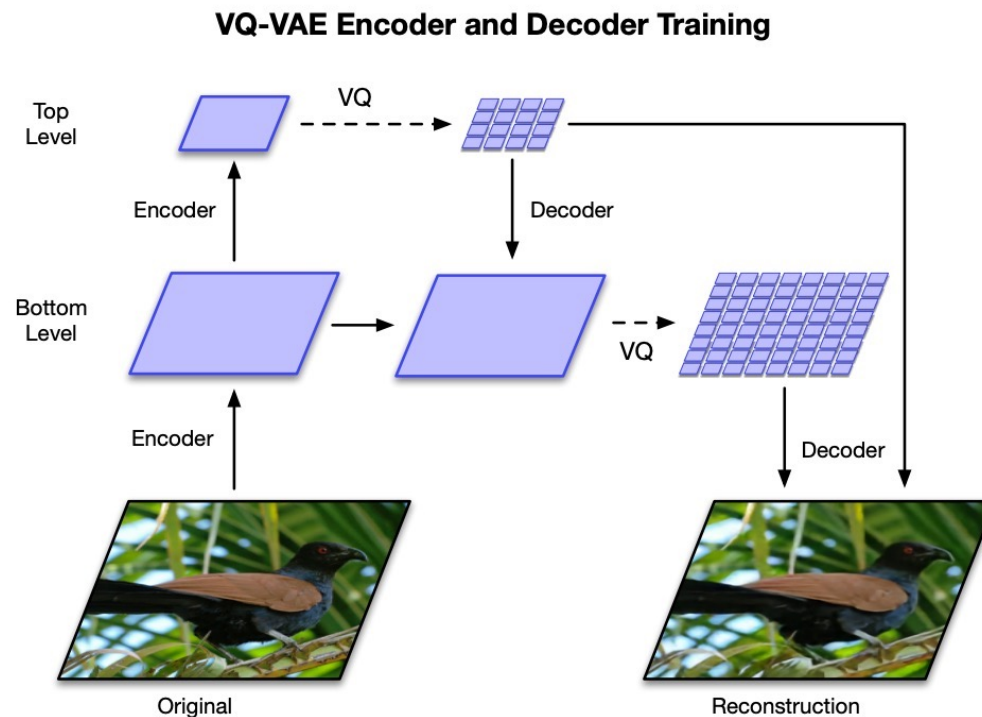 VQ-VAE Encoder and Decoder Training
Top
Level
VQ
Encoder
Decoder
Bottom
Level
VQ
Encoder
Decoder
Original
Reconstruction